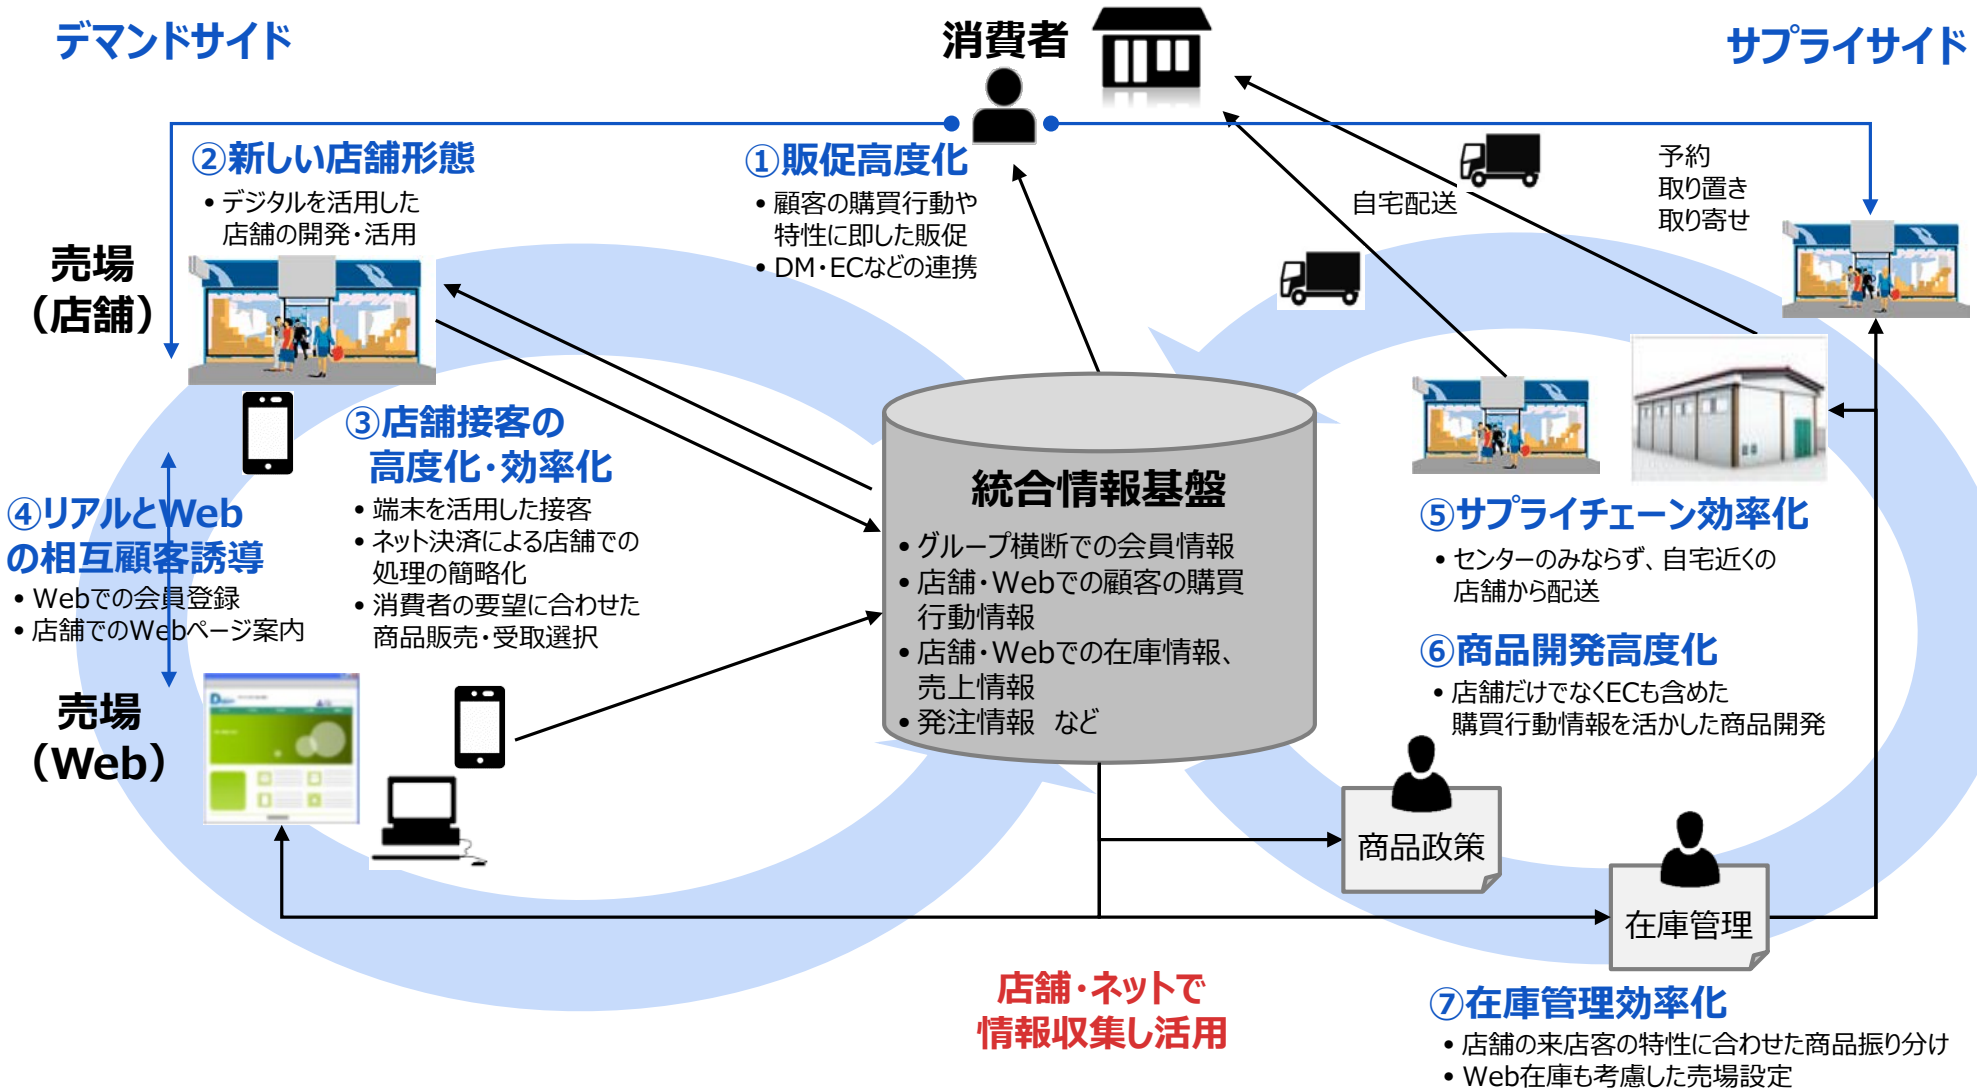 デマンドサイド
消費者
サプライサイド
②新しい店舗形態
• デジタルを活用した
店舗の開発・活用
①販促高度化
• 顧客の購買行動や
特性に即した販促
• DM・ECなどの連携
自宅配送
予約
取り置き
取り寄せ
売場
（店舗）
③店舗接客の
高度化・効率化
• 端末を活用した接客
• ネット決済による店舗での
処理の簡略化
• 消費者の要望に合わせた
商品販売・受取選択
④リアルとWeb
の相互顧客誘導
• Webでの会員登録
• 店舗でのWebページ案内
売場
（Web）
統合情報基盤
• グループ横断での会員情報
• 店舗・Webでの顧客の購買
行動情報
• 店舗・Webでの在庫情報、
売上情報
• 発注情報　など
⑤サプライチェーン効率化
• センターのみならず、自宅近くの
店舗から配送
⑥商品開発高度化
• 店舗だけでなくECも含めた
購買行動情報を活かした商品開発
商品政策
在庫管理
店舗・ネットで
情報収集し活用
⑦在庫管理効率化
• 店舗の来店客の特性に合わせた商品振り分け
• Web在庫も考慮した売場設定